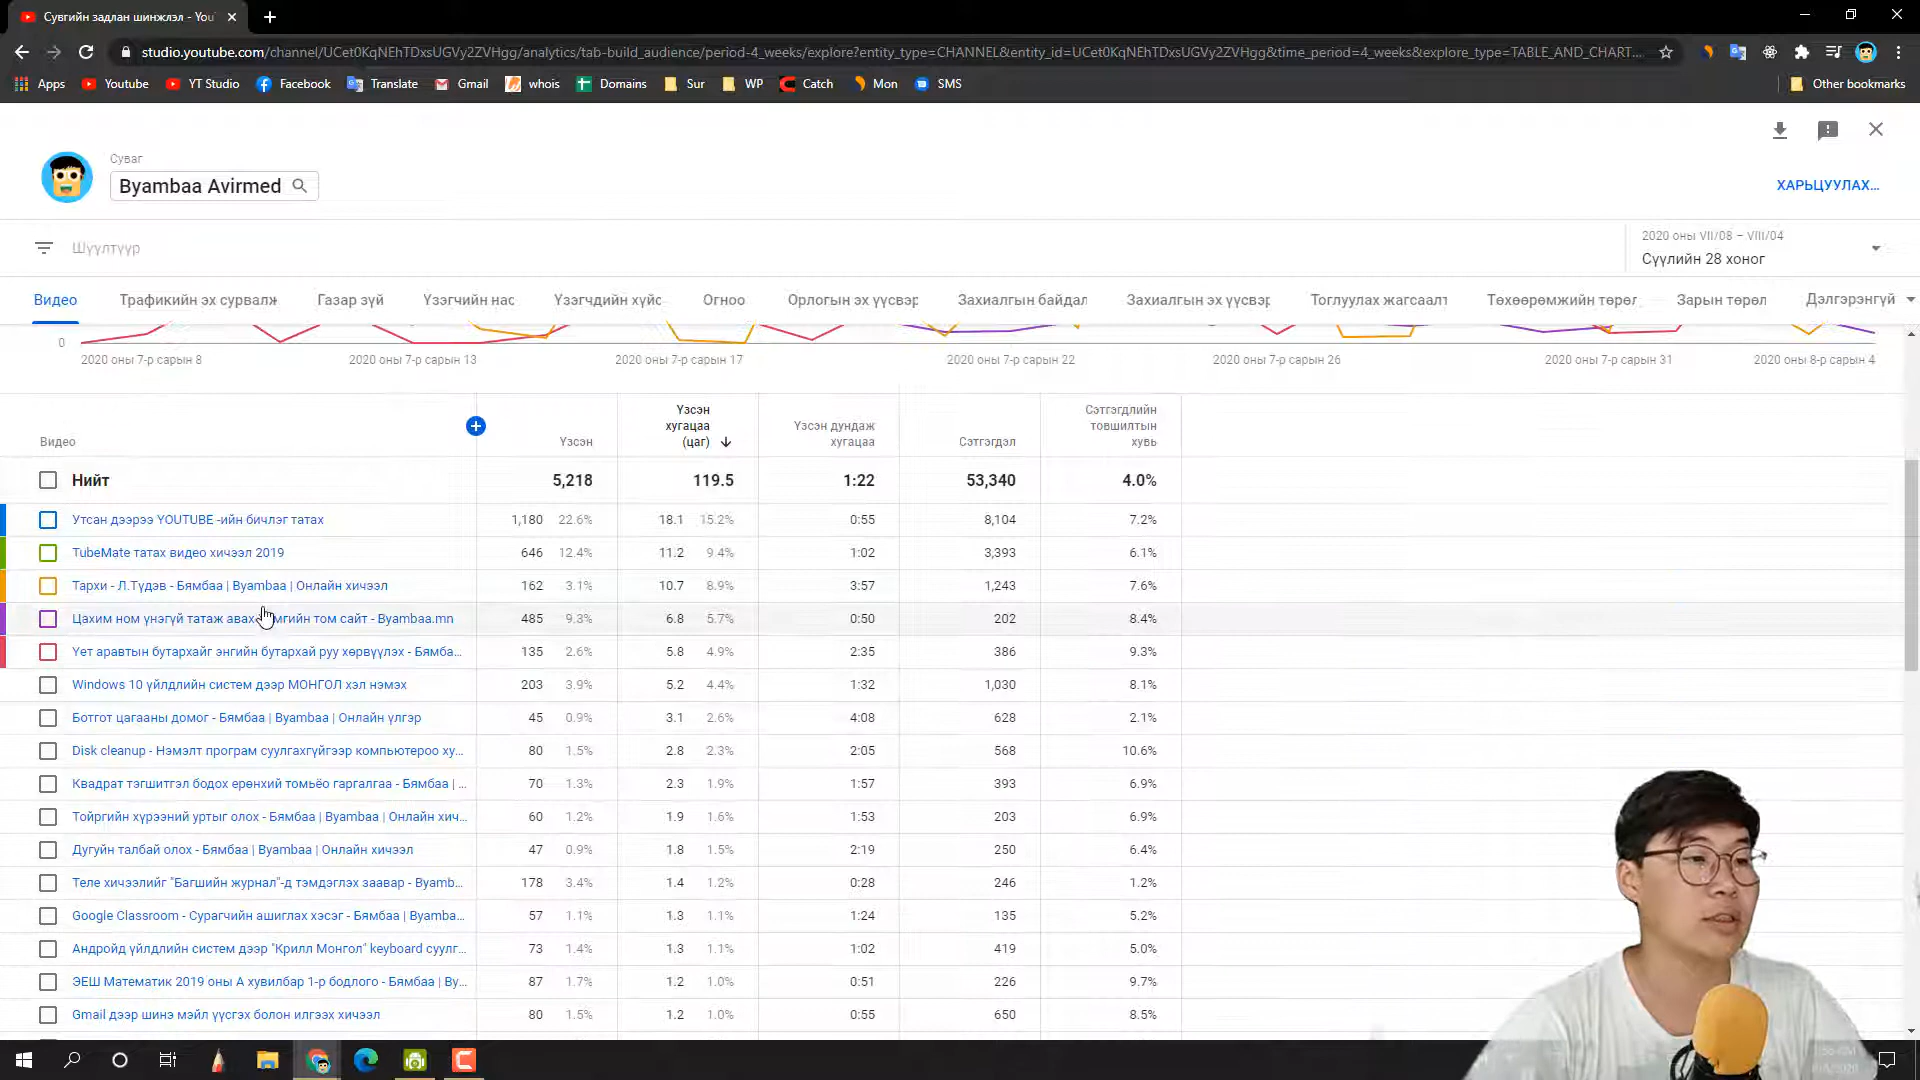 Сувгийн задлан шинжлэл - You
studio.youtube.com/channel/UCet0KqNEhTDxsUGVy2ZVHgg/analytics/tab-build_audience/period-4_weeks/explore?entity_type=CHANNEL&entity_id=UCet0KqNEhTDxsUGVy2ZVHgg&time_period=4_weeks&explore_type=TABLE_AND_CHART...
Apps Youtube YT Studio Facebook Translate Gmail whois Domains Sur WP Catch Mon SMS Other bookmarks
Суваг
Byambaa Avirmed
ХАРЬЦУУЛАХ...
Шүүлтүүр
2020 оны VII/08 – VIII/04
Сүүлийн 28 хоног
Видео Трафикийн эх сурвалж Газар зүй Үзэгчийн нас Үзэгчдийн хүйс Огноо Орлогын эх үүсвэр Захиалгын байдал Захиалгын эх үүсвэр Тоглуулах жагсаалт Төхөөрөмжийн төрөл Зарын төрөл Дэлгэрэнгүй
0
2020 оны 7-р сарын 8 2020 оны 7-р сарын 13 2020 оны 7-р сарын 17 2020 оны 7-р сарын 22 2020 оны 7-р сарын 26 2020 оны 7-р сарын 31 2020 оны 8-р сарын 4
Видео Үзсэн Үзсэн хугацаа (цаг) Үзсэн дундаж хугацаа Сэтгэгдэл Сэтгэгдлийн товшилтын хувь
Нийт 5,218 119.5 1:22 53,340 4.0%
Утсан дээрээ YOUTUBE -ийн бичлэг татах 1,180 22.6% 18.1 15.2% 0:55 8,104 7.2%
TubeMate татах видео хичээл 2019 646 12.4% 11.2 9.4% 1:02 3,393 6.1%
Тархи - Л.Түдэв - Бямбаа | Byambaa | Онлайн хичээл 162 3.1% 10.7 8.9% 3:57 1,243 7.6%
Цахим ном үнэгүй татаж авах мгийн том сайт - Byambaa.mn 485 9.3% 6.8 5.7% 0:50 202 8.4%
Үет аравтын бутархайг энгийн бутархай руу хөрвүүлэх - Бямба... 135 2.6% 5.8 4.9% 2:35 386 9.3%
Windows 10 үйлдлийн систем дээр МОНГОЛ хэл нэмэх 203 3.9% 5.2 4.4% 1:32 1,030 8.1%
Ботгот цагааны домог - Бямбаа | Byambaa | Онлайн үлгэр 45 0.9% 3.1 2.6% 4:08 628 2.1%
Disk cleanup - Нэмэлт програм суулгахгүйгээр компьютероо ху... 80 1.5% 2.8 2.3% 2:05 568 10.6%
Квадрат тэгшитгэл бодох ерөнхий томьёо гаргалгаа - Бямбаа | ... 70 1.3% 2.3 1.9% 1:57 393 6.9%
Тойргийн хүрээний уртыг олох - Бямбаа | Byambaa | Онлайн хич... 60 1.2% 1.9 1.6% 1:53 203 6.9%
Дугуйн талбай олох - Бямбаа | Byambaa | Онлайн хичээл 47 0.9% 1.8 1.5% 2:19 250 6.4%
Теле хичээлийг "Багшийн журнал"-д тэмдэглэх заавар - Byamb... 178 3.4% 1.4 1.2% 0:28 246 1.2%
Google Classroom - Сурагчийн ашиглах хэсэг - Бямбаа | Byamba... 57 1.1% 1.3 1.1% 1:24 135 5.2%
Андройд үйлдлийн систем дээр "Крилл Монгол" keyboard суулг... 73 1.4% 1.3 1.1% 1:02 419 5.0%
ЭЕШ Математик 2019 оны А хувилбар 1-р бодлого - Бямбаа | By... 87 1.7% 1.2 1.0% 0:51 226 9.7%
Gmail дээр шинэ мэйл үүсгэх болон илгээх хичээл 80 1.5% 1.2 1.0% 0:55 650 8.5%